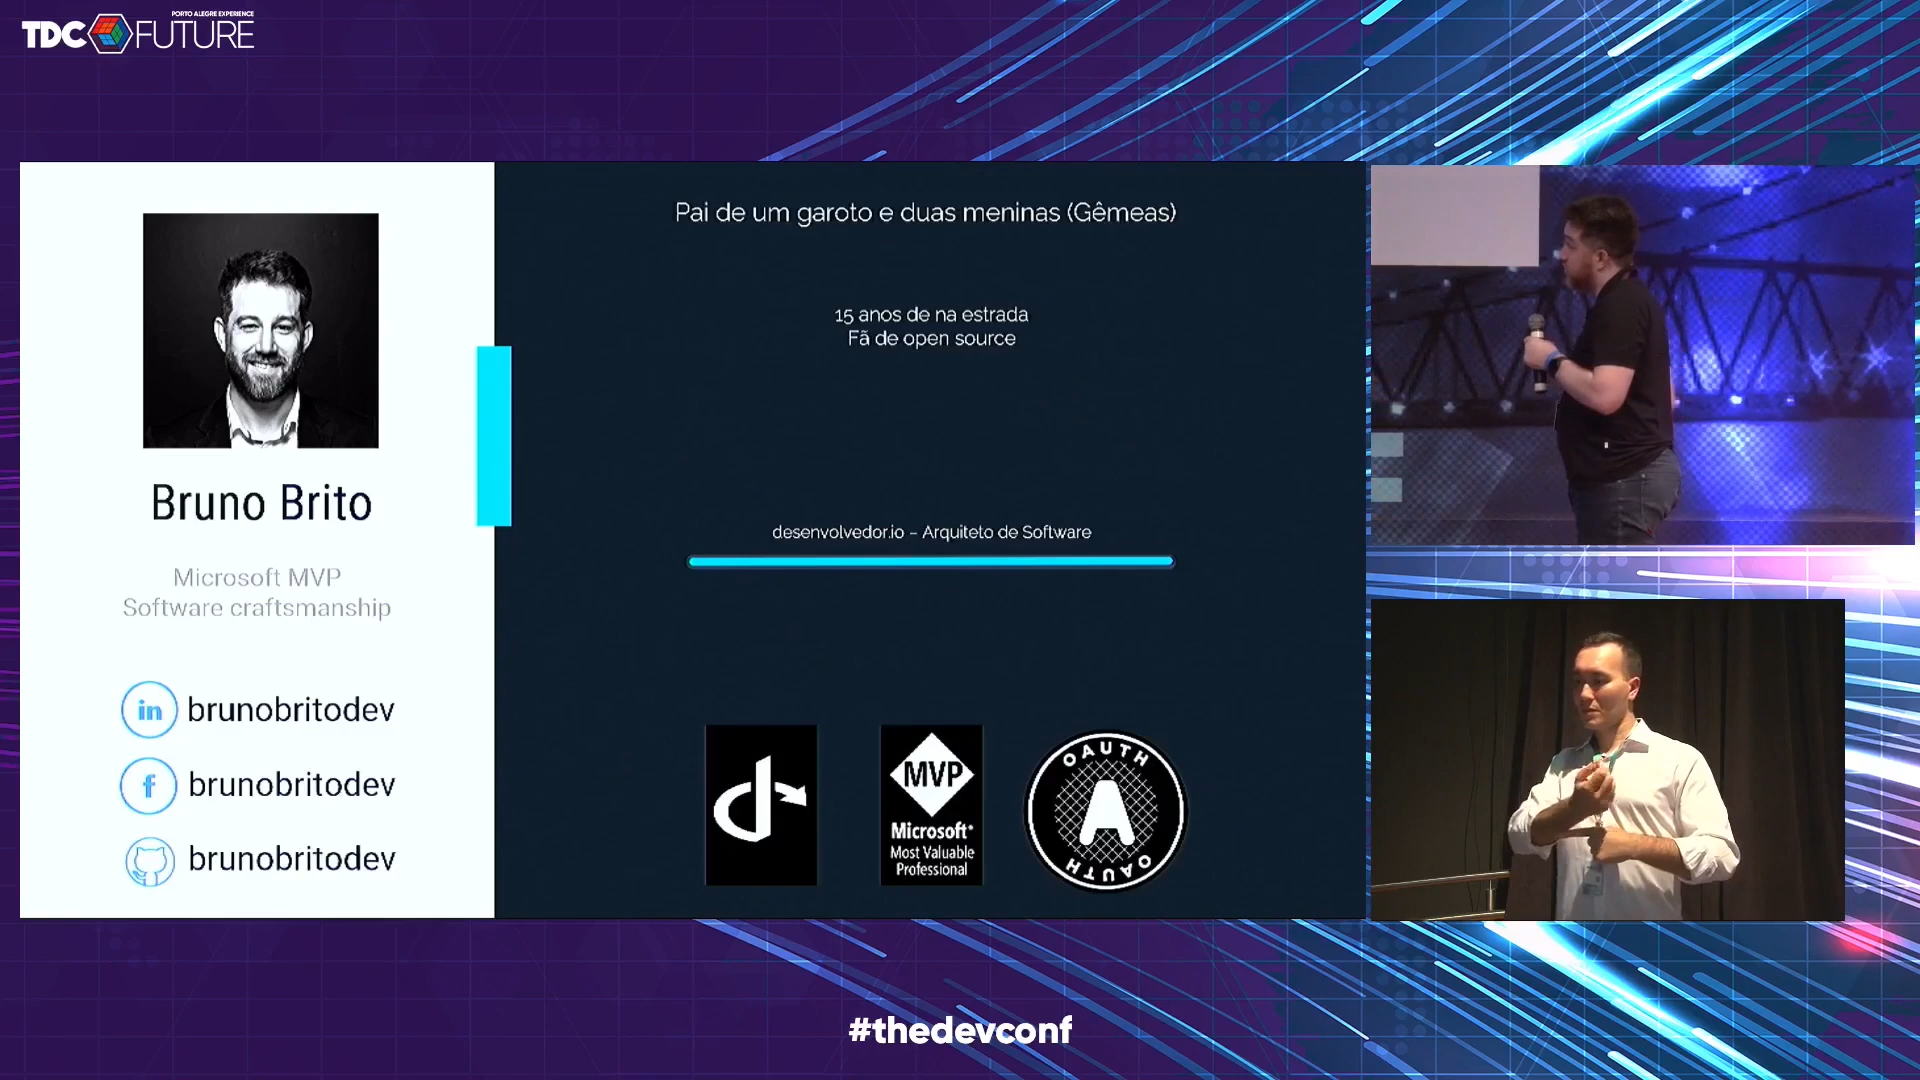 PORTO ALEGRE EXPERIENCE
TDC FUTURE
Bruno Brito
Microsoft MVP
Software craftsmanship
in brunobritodev
f brunobritodev
brunobritodev
Pai de um garoto e duas meninas (Gêmeas)
15 anos de na estrada
Fã de open source
desenvolvedor.io – Arquiteto de Software
MVP
Microsoft®
Most Valuable
Professional
OAUTH
A
OAUTH
#thedevconf